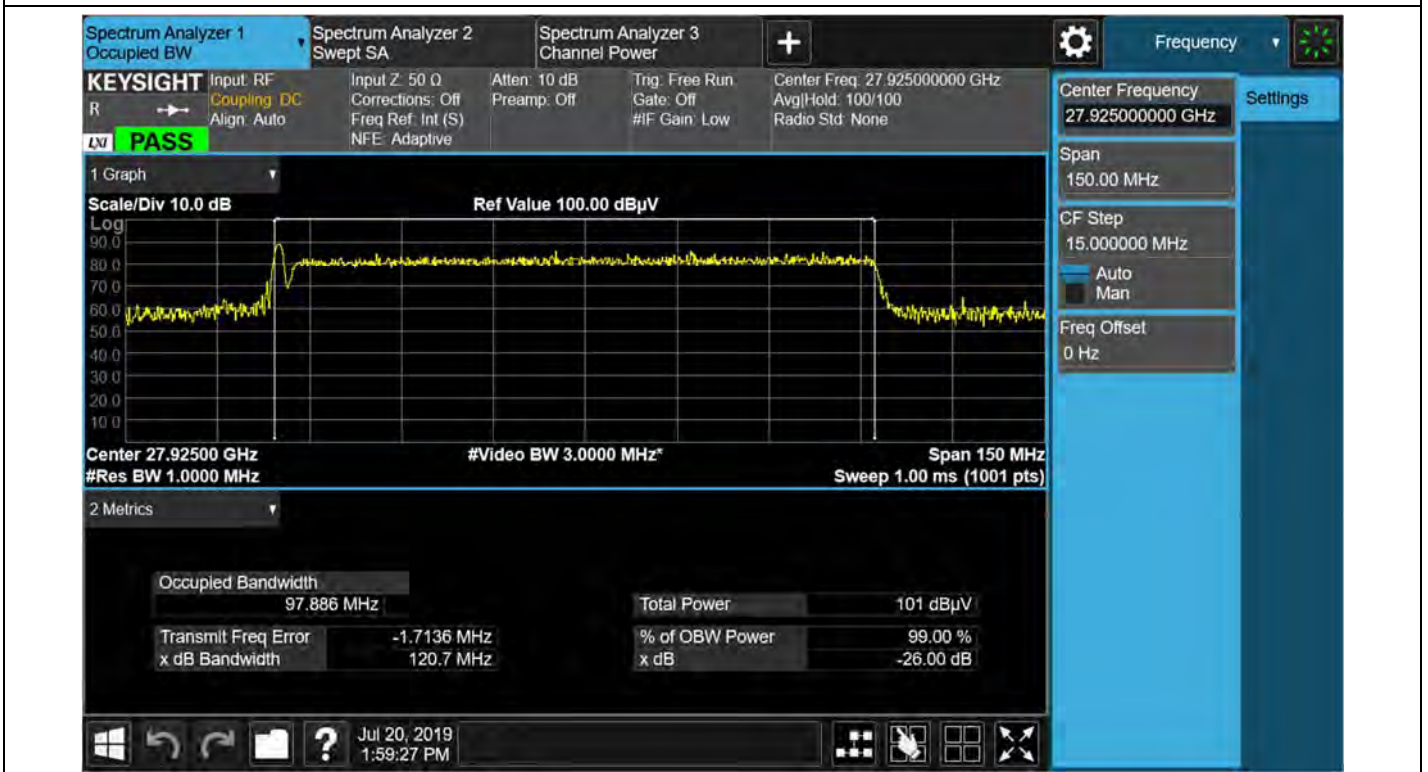 Spectrum Analyzer 1
Occupied BW
Spectrum Analyzer 2
Swept SA
Spectrum Analyzer 3
Channel Power
Frequency
KEYSIGHT
R
LXI
PASS
Input: RF
Coupling: DC
Align: Auto
Input Z: 50 Ω
Corrections: Off
Freq Ref: Int (S)
NFE: Adaptive
Atten: 10 dB
Preamp: Off
Trig: Free Run
Gate: Off
#IF Gain: Low
Center Freq: 27.925000000 GHz
Avg|Hold: 100/100
Radio Std: None
Center Frequency
27.925000000 GHz
Settings
Span
150.00 MHz
CF Step
15.000000 MHz
Auto
Man
Freq Offset
0 Hz
1 Graph
Scale/Div 10.0 dB
Ref Value 100.00 dBµV
Log
90.0
80.0
70.0
60.0
50.0
40.0
30.0
20.0
10.0
Center 27.92500 GHz
#Video BW 3.0000 MHz*
Span 150 MHz
#Res BW 1.0000 MHz
Sweep 1.00 ms (1001 pts)
2 Metrics
Occupied Bandwidth
97.886 MHz
Total Power 101 dBµV
Transmit Freq Error -1.7136 MHz
% of OBW Power 99.00 %
x dB Bandwidth 120.7 MHz
x dB -26.00 dB
?
Jul 20, 2019
1:59:27 PM